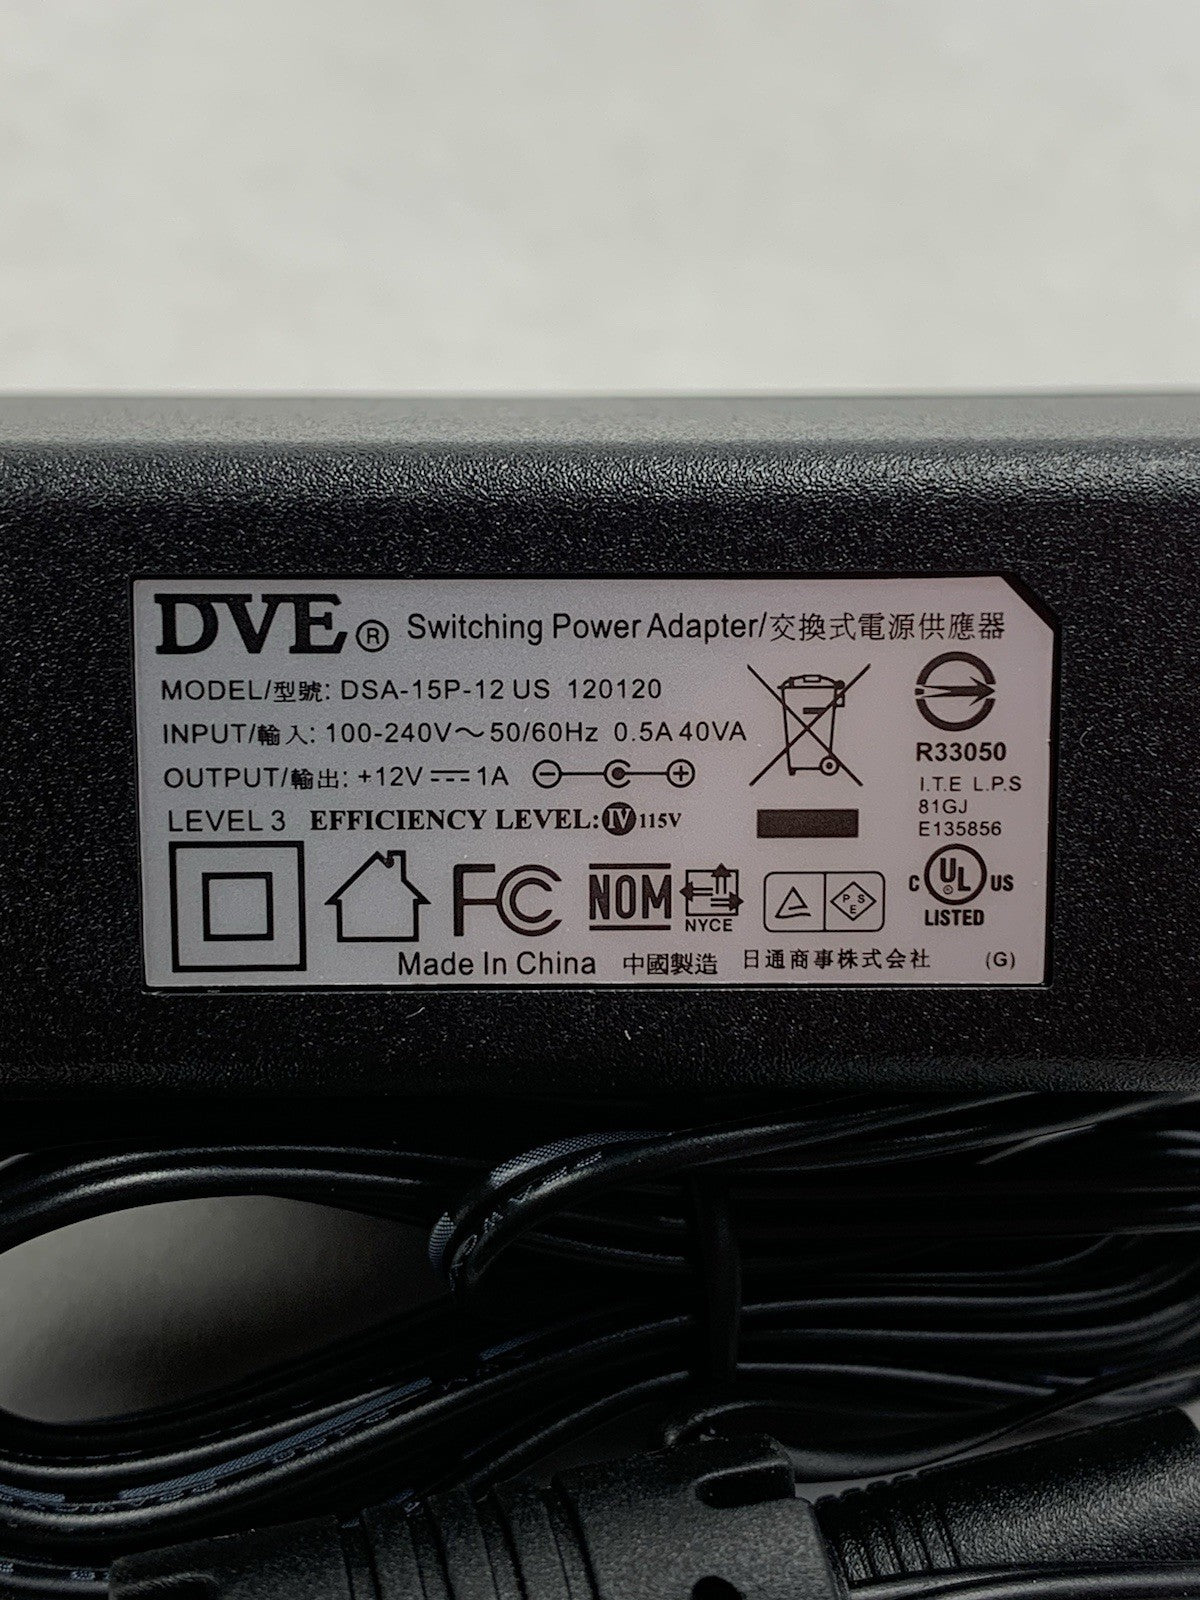 DVE® Switching Power Adapter/交換式電源供應器
MODEL/型號: DSA-15P-12 US 120120
INPUT/輸入: 100-240V～50/60Hz 0.5A 40VA
OUTPUT/輸出: +12V⎓1A
LEVEL 3 EFFICIENCY LEVEL:IV 115V
R33050
I.T.E L.P.S
81GJ
E135856
FC
NOM
NYCE
PSE
C UL US
LISTED
Made In China 中國製造 日通商事株式会社 (G)